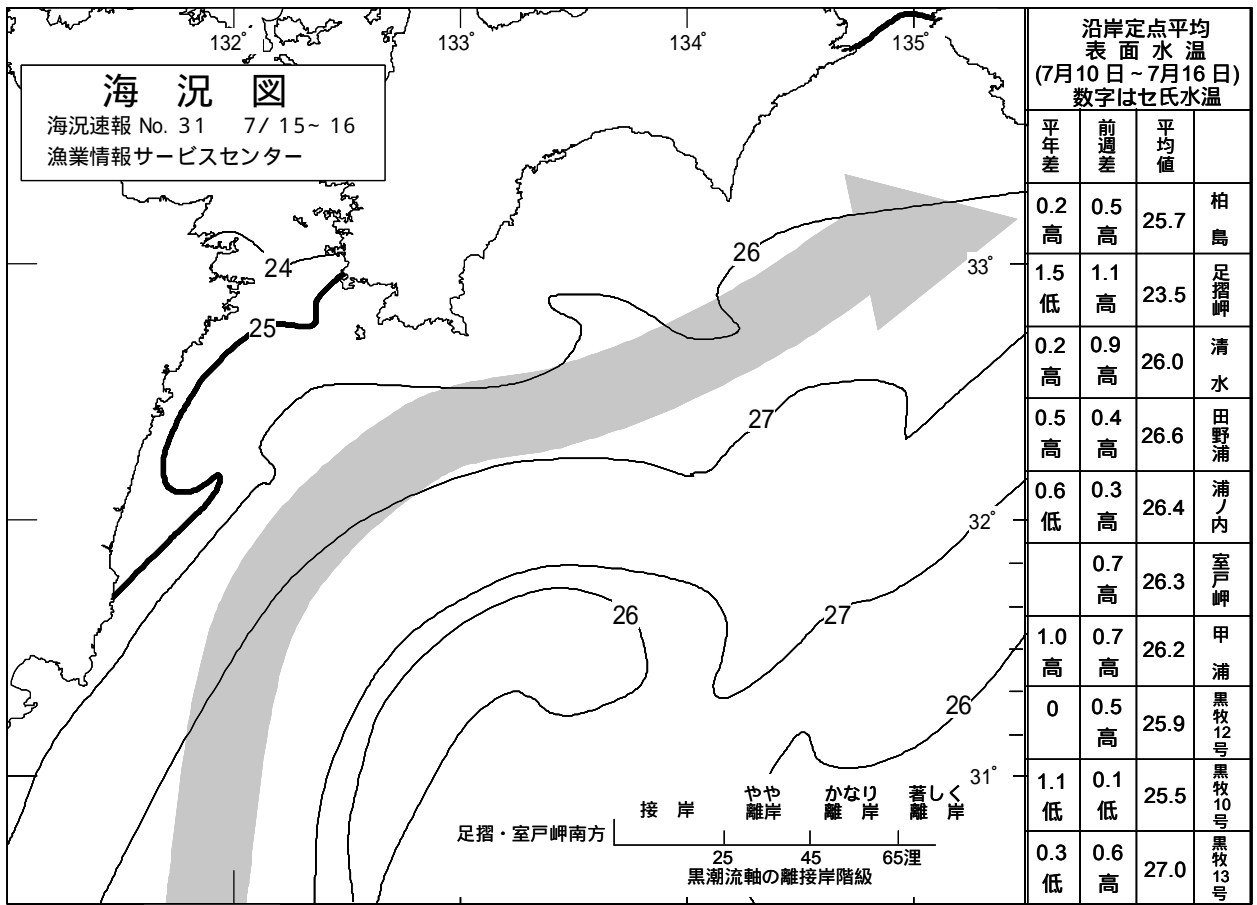 132°
133°
134°
135°
海 況 図
海況速報 No. 31 7/ 15~ 16
漁業情報サービスセンター
24
25
26
33°
27
32°
26
27
26
31°
接 岸
やや
離岸
かなり
離 岸
著しく
離 岸
足摺・室戸岬南方
25
45
65浬
黒潮流軸の離接岸階級
沿岸定点平均
表 面 水 温
(7月10 日 ~ 7月16 日)
数字はセ氏水温
平年差 前週差 平均値
0.2高 0.5高 25.7 柏島
1.5低 1.1高 23.5 足摺岬
0.2高 0.9高 26.0 清水
0.5高 0.4高 26.6 田野浦
0.6低 0.3高 26.4 浦ノ内
0.7高 26.3 室戸岬
1.0高 0.7高 26.2 甲浦
0 0.5高 25.9 黒牧12号
1.1低 0.1低 25.5 黒牧10号
0.3低 0.6高 27.0 黒牧13号